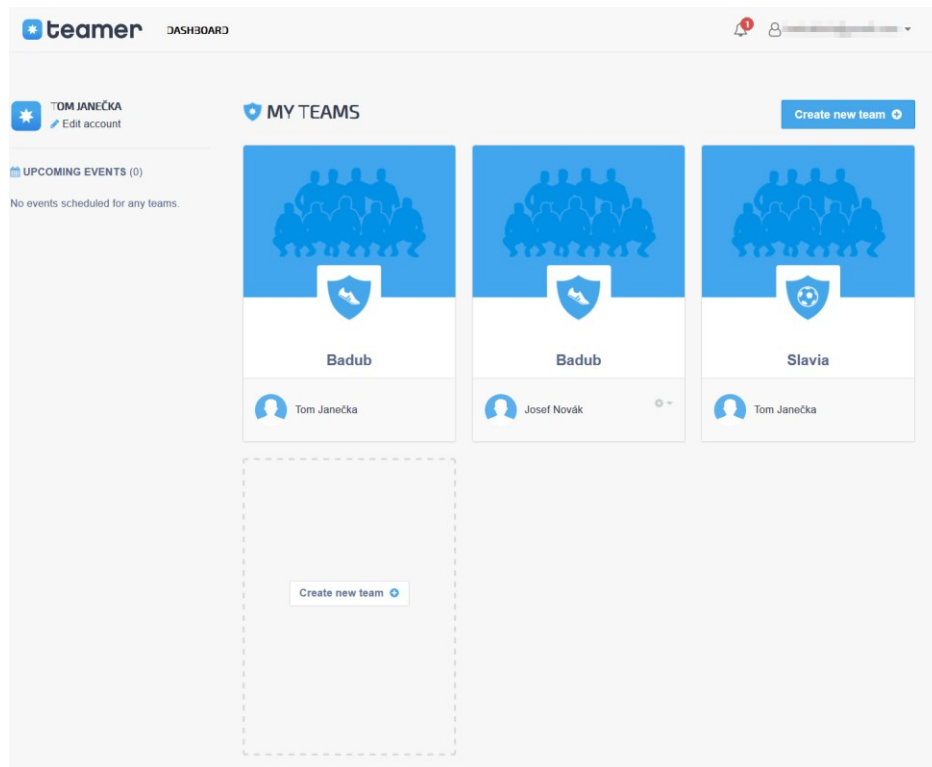 teamer DASHBOARD 1
TOM JANEČKA
Edit account
UPCOMING EVENTS (0)
No events scheduled for any teams.
MY TEAMS Create new team
Badub
Tom Janečka
Badub
Josef Novák
Slavia
Tom Janečka
Create new team